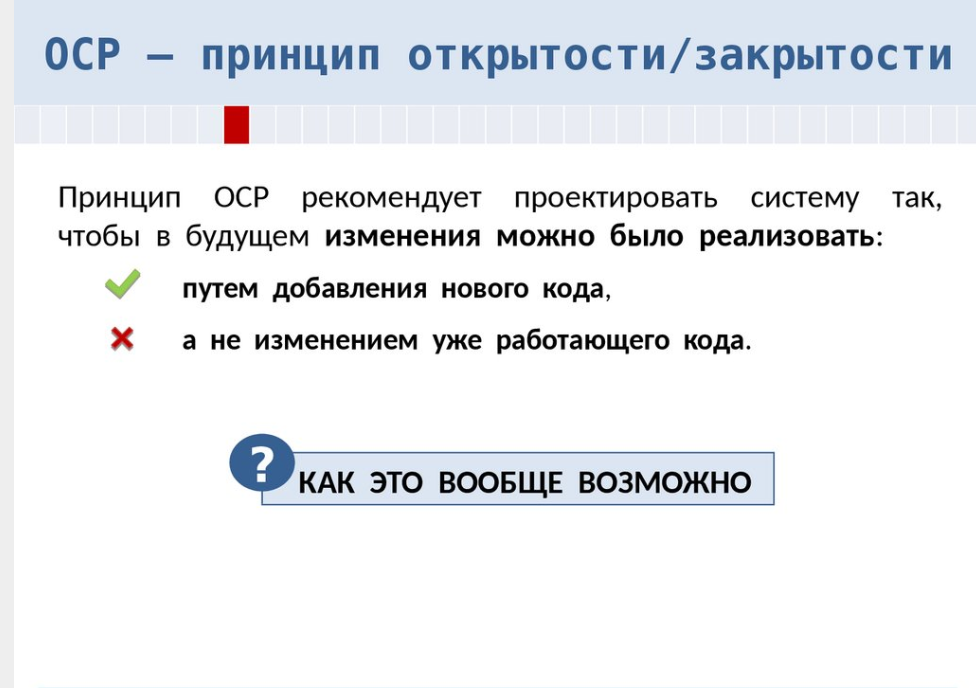 OCP – принцип открытости/закрытости
Принцип OCP рекомендует проектировать систему так,
чтобы в будущем изменения можно было реализовать:
путем добавления нового кода,
а не изменением уже работающего кода.
?
КАК ЭТО ВООБЩЕ ВОЗМОЖНО